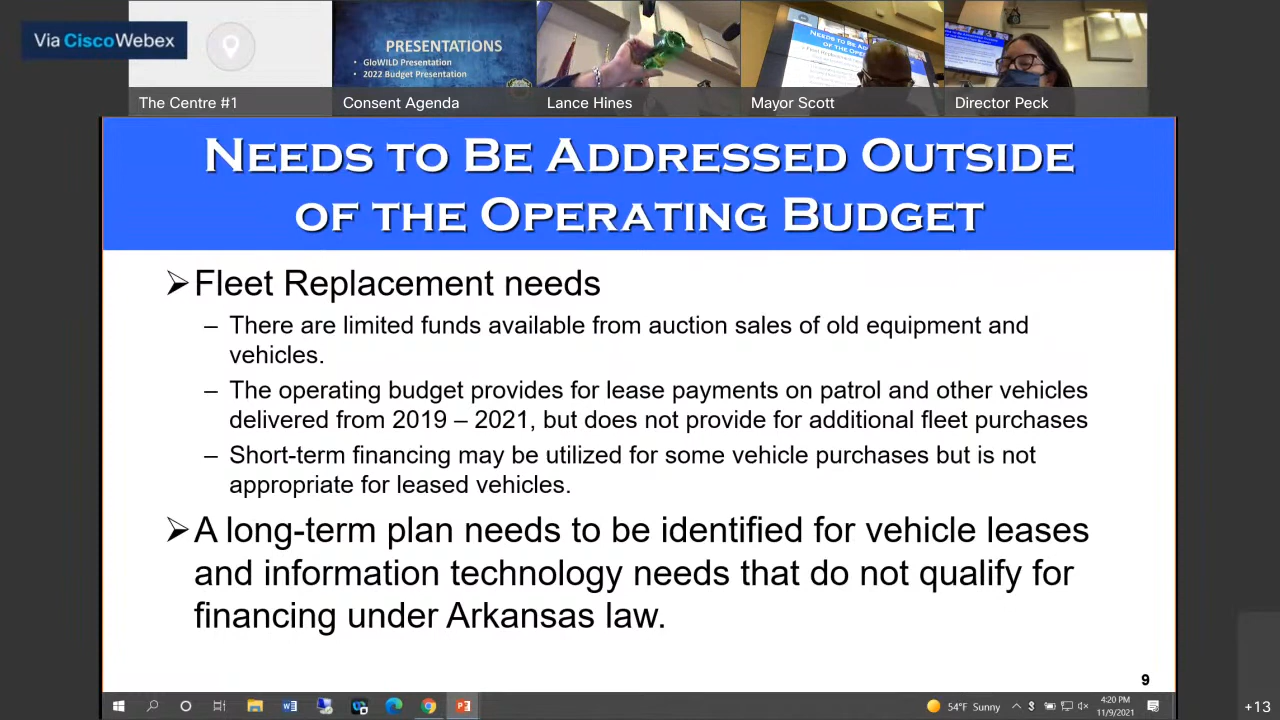 Via CiscoWebex
PRESENTATIONS
• GloWILD Presentation
• 2022 Budget Presentation
The Centre #1
Consent Agenda
Lance Hines
Mayor Scott
Director Peck
NEEDS TO BE ADDRESSED OUTSIDE
OF THE OPERATING BUDGET
➢Fleet Replacement needs
– There are limited funds available from auction sales of old equipment and
vehicles.
– The operating budget provides for lease payments on patrol and other vehicles
delivered from 2019 – 2021, but does not provide for additional fleet purchases
– Short-term financing may be utilized for some vehicle purchases but is not
appropriate for leased vehicles.
➢A long-term plan needs to be identified for vehicle leases
and information technology needs that do not qualify for
financing under Arkansas law.
9
54°F Sunny
4:20 PM
11/9/2021
+13